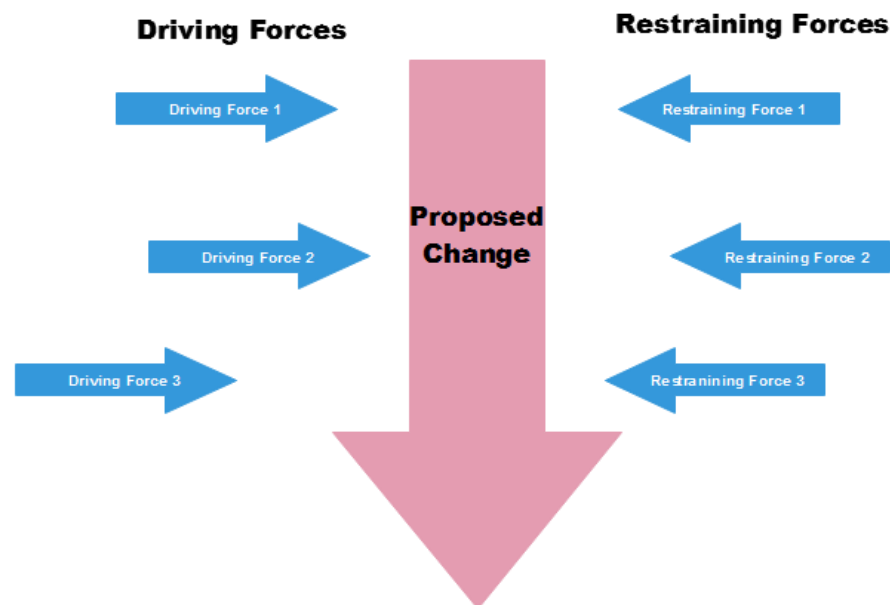 Driving Forces
Restraining Forces
Driving Force 1
Restraining Force 1
Proposed
Change
Driving Force 2
Restraining Force 2
Driving Force 3
Restranining Force 3